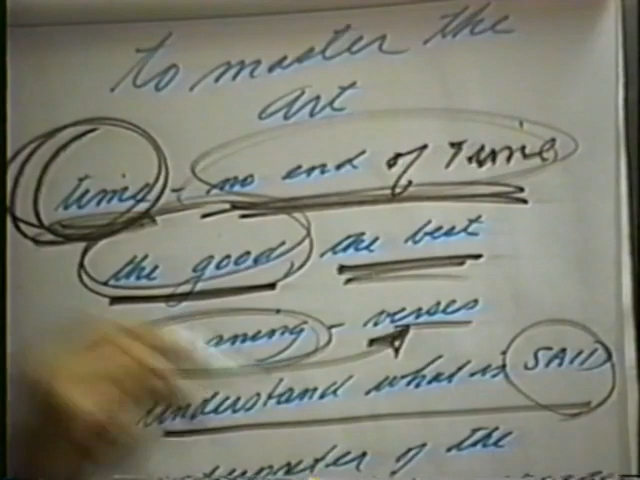 to master the
art
time - no end of Time
the good the best
verses
understand what is SAID
of the